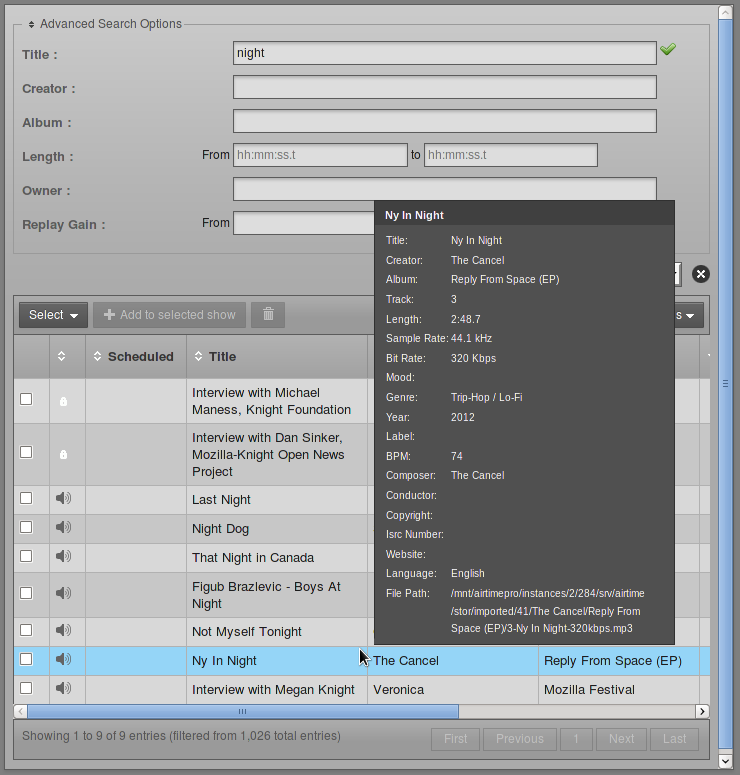 Advanced Search Options
Title : night
Creator :
Album :
Length : From hh:mm:ss.t to hh:mm:ss.t
Owner :
Replay Gain : From
Select Add to selected show s
Scheduled Title
Interview with Michael
Maness, Knight Foundation
Interview with Dan Sinker,
Mozilla-Knight Open News
Project
Last Night
Night Dog
That Night in Canada
Figub Brazlevic - Boys At
Night
Not Myself Tonight
Ny In Night The Cancel Reply From Space (EP)
Interview with Megan Knight Veronica Mozilla Festival
Showing 1 to 9 of 9 entries (filtered from 1,026 total entries) First Previous 1 Next Last
Ny In Night
Title: Ny In Night
Creator: The Cancel
Album: Reply From Space (EP)
Track: 3
Length: 2:48.7
Sample Rate: 44.1 kHz
Bit Rate: 320 Kbps
Mood:
Genre: Trip-Hop / Lo-Fi
Year: 2012
Label:
BPM: 74
Composer: The Cancel
Conductor:
Copyright:
Isrc Number:
Website:
Language: English
File Path: /mnt/airtimepro/instances/2/284/srv/airtime
/stor/imported/41/The Cancel/Reply From
Space (EP)/3-Ny In Night-320kbps.mp3